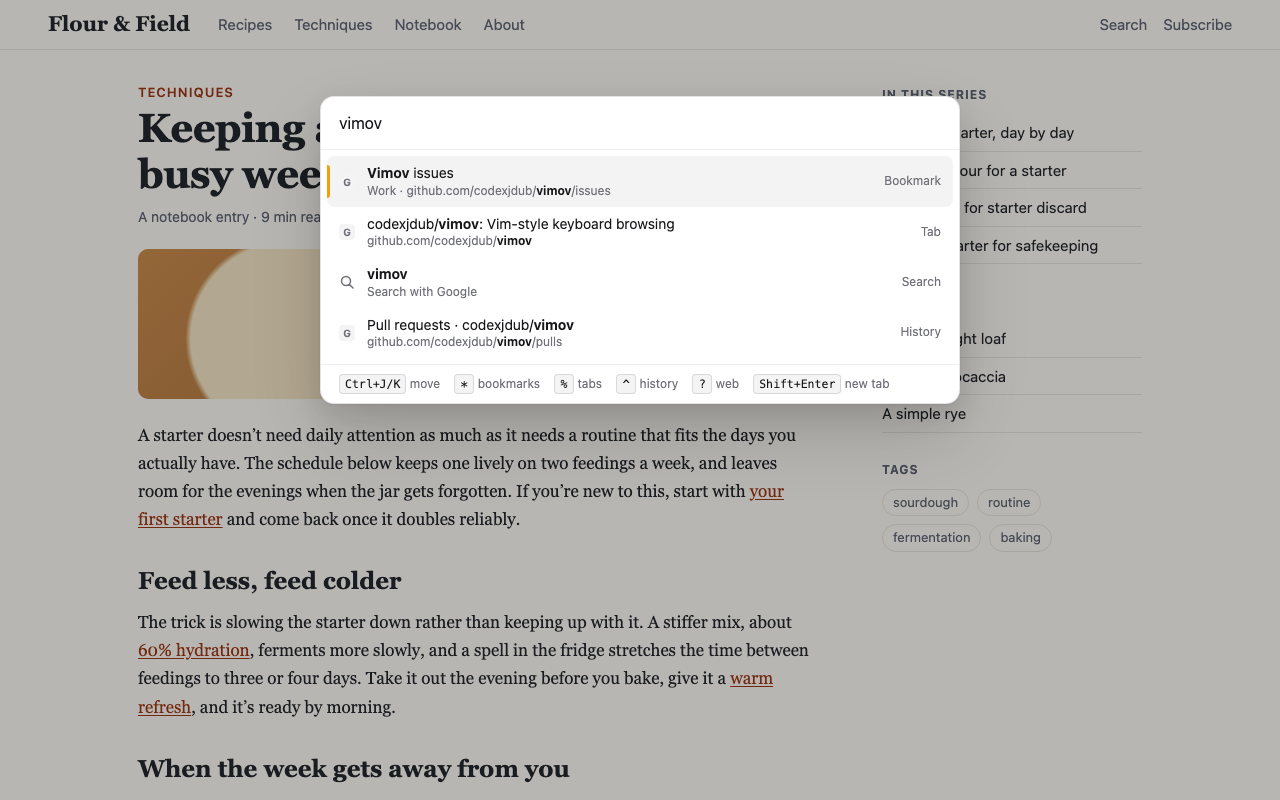 Flour & Field
Recipes
Techniques
Notebook
About
Search
Subscribe
TECHNIQUES
Keeping
busy
A notebook entry · 9 min
vimov
Vimov issues
Work · github.com/codexjdub/vimov/issues
Bookmark
codexjdub/vimov: Vim-style keyboard browsing
github.com/codexjdub/vimov
Tab
vimov
Search with Google
Search
Pull requests · codexjdub/vimov
github.com/codexjdub/vimov/pulls
History
Ctrl+J/K move * bookmarks % tabs ^ history ? web Shift+Enter new tab
IN THIS SERIES
day by day
for a starter
for starter discard
for safekeeping
loaf
A simple rye
TAGS
sourdough
routine
fermentation
baking
A starter doesn’t need daily attention as much as it needs a routine that fits the days you
actually have. The schedule below keeps one lively on two feedings a week, and leaves
room for the evenings when the jar gets forgotten. If you’re new to this, start with your
first starter and come back once it doubles reliably.
Feed less, feed colder
The trick is slowing the starter down rather than keeping up with it. A stiffer mix, about
60% hydration, ferments more slowly, and a spell in the fridge stretches the time between
feedings to three or four days. Take it out the evening before you bake, give it a warm
refresh, and it’s ready by morning.
When the week gets away from you